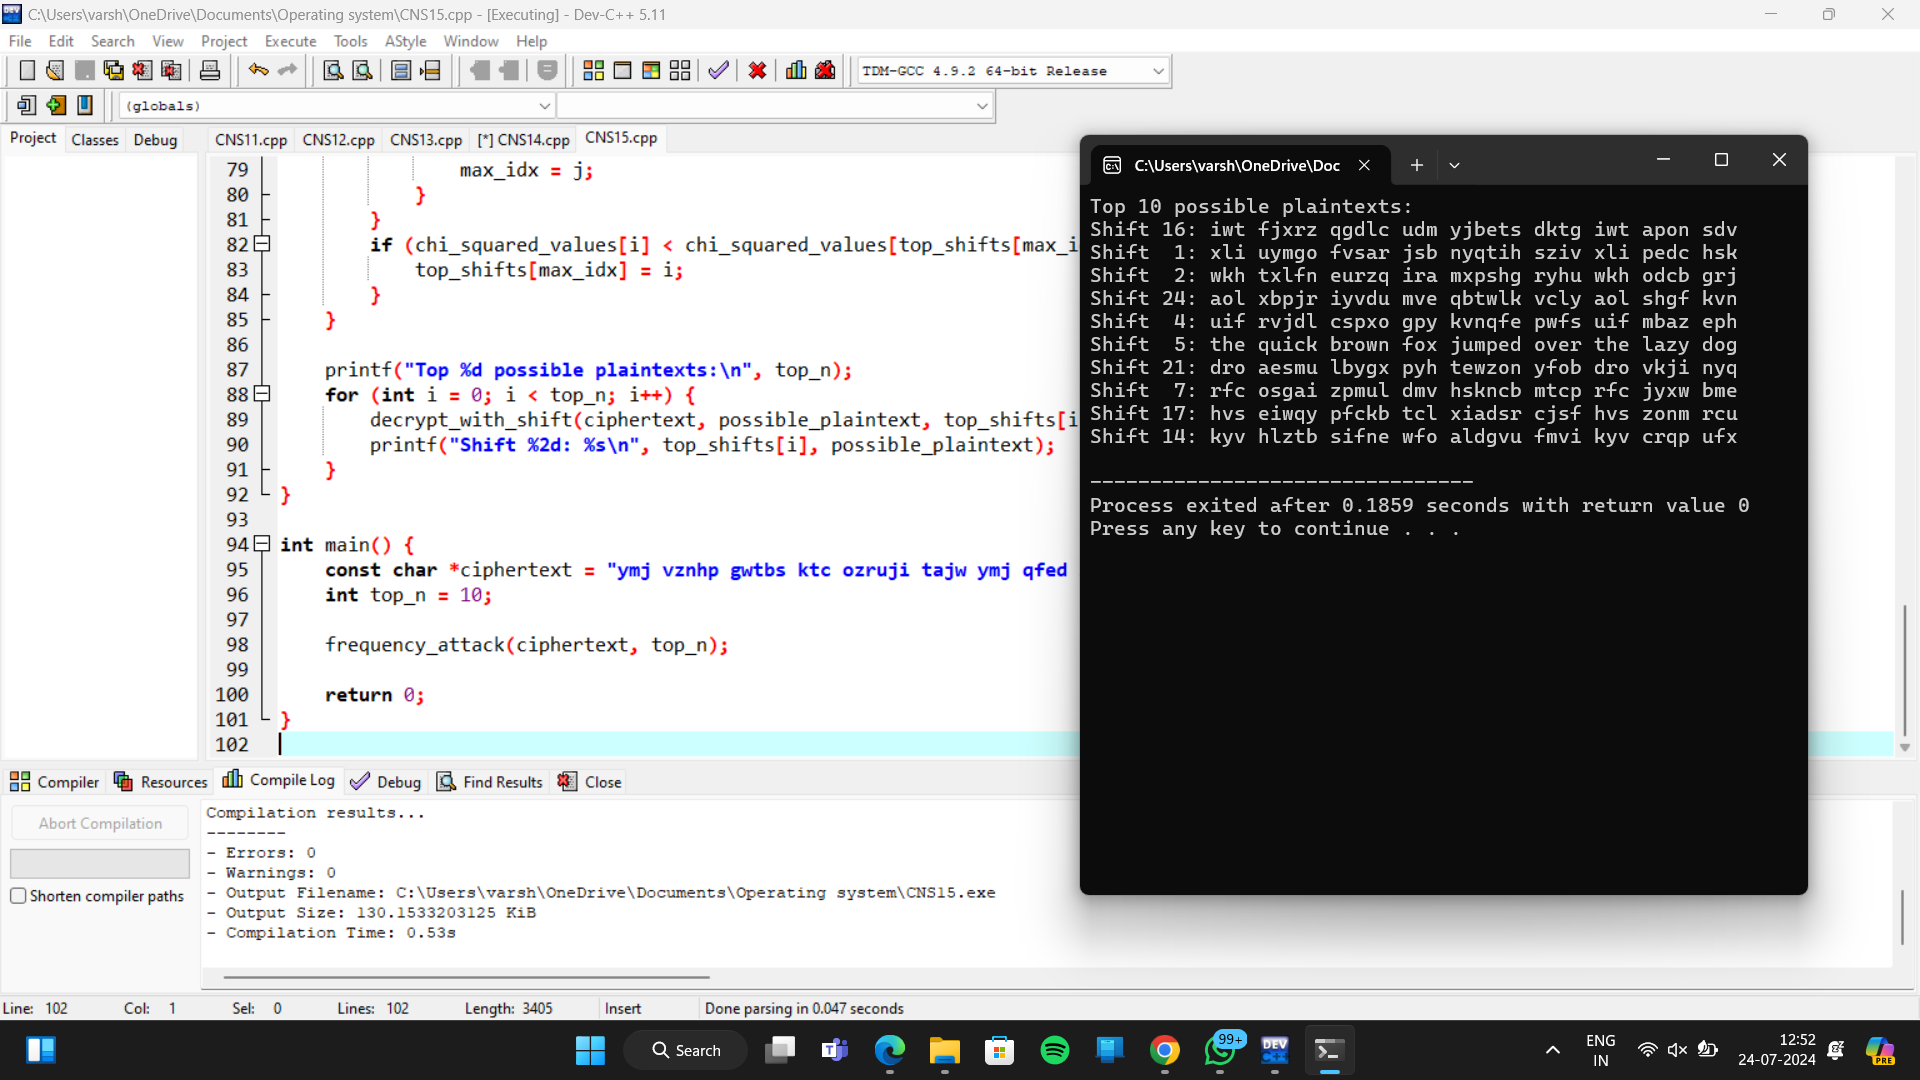 C:\Users\varsh\OneDrive\Documents\Operating system\CNS15.cpp - [Executing] - Dev-C++ 5.11
File Edit Search View Project Execute Tools AStyle Window Help
TDM-GCC 4.9.2 64-bit Release
(globals)
Project Classes Debug
CNS11.cpp CNS12.cpp CNS13.cpp [*] CNS14.cpp CNS15.cpp
79 max_idx = j;
80 }
81 }
82 if (chi_squared_values[i] < chi_squared_values[top_shifts[max_i
83 top_shifts[max_idx] = i;
84 }
85 }
86
87 printf("Top %d possible plaintexts:\n", top_n);
88 for (int i = 0; i < top_n; i++) {
89 decrypt_with_shift(ciphertext, possible_plaintext, top_shifts[i
90 printf("Shift %2d: %s\n", top_shifts[i], possible_plaintext);
91 }
92 }
93
94 int main() {
95 const char *ciphertext = "ymj vznhp gwtbs ktc ozruji tajw ymj qfed
96 int top_n = 10;
97
98 frequency_attack(ciphertext, top_n);
99
100 return 0;
101 }
102
C:\Users\varsh\OneDrive\Doc
Top 10 possible plaintexts:
Shift 16: iwt fjxrz qgdlc udm yjbets dktg iwt apon sdv
Shift  1: xli uymgo fvsar jsb nyqtih sziv xli pedc hsk
Shift  2: wkh txlfn eurzq ira mxpshg ryhu wkh odcb grj
Shift 24: aol xbpjr iyvdu mve qbtwlk vcly aol shgf kvn
Shift  4: uif rvjdl cspxo gpy kvnqfe pwfs uif mbaz eph
Shift  5: the quick brown fox jumped over the lazy dog
Shift 21: dro aesmu lbygx pyh tewzon yfob dro vkji nyq
Shift  7: rfc osgai zpmul dmv hskncb mtcp rfc jyxw bme
Shift 17: hvs eiwqy pfckb tcl xiadsr cjsf hvs zonm rcu
Shift 14: kyv hlztb sifne wfo aldgvu fmvi kyv crqp ufx
--------------------------------
Process exited after 0.1859 seconds with return value 0
Press any key to continue . . .
Compiler Resources Compile Log Debug Find Results Close
Abort Compilation
Shorten compiler paths
Compilation results...
--------
- Errors: 0
- Warnings: 0
- Output Filename: C:\Users\varsh\OneDrive\Documents\Operating system\CNS15.exe
- Output Size: 130.1533203125 KiB
- Compilation Time: 0.53s
Line: 102 Col: 1 Sel: 0 Lines: 102 Length: 3405 Insert Done parsing in 0.047 seconds
Search
99+
DEV C++
ENG
IN
12:52
24-07-2024
PRE